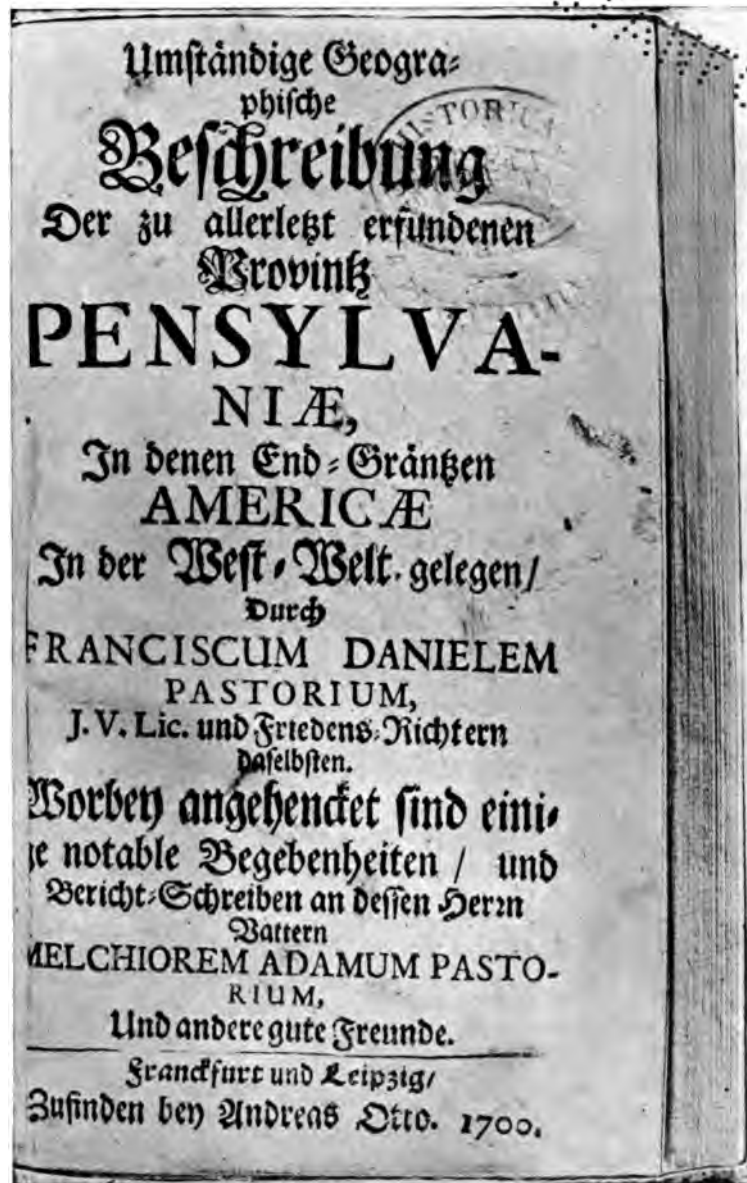 Umständige Geogra-
phische
Beschreibung
Der zu allerletzt erfundenen
Provintz
PENSYLVA-
NIÆ,
In denen End-Gräntzen
AMERICÆ
In der West-Welt gelegen/
Durch
FRANCISCUM DANIELEM
PASTORIUM,
J. V. Lic. und Friedens-Richtern
daselbsten.
Worbey angehencket sind eini-
ge notable Begebenheiten / und
Bericht-Schreiben an dessen Herrn
Vattern
MELCHIOREM ADAMUM PASTO-
RIUM,
Und andere gute Freunde.
Franckfurt und Leipzig/
Zufinden bey Andreas Otto. 1700.